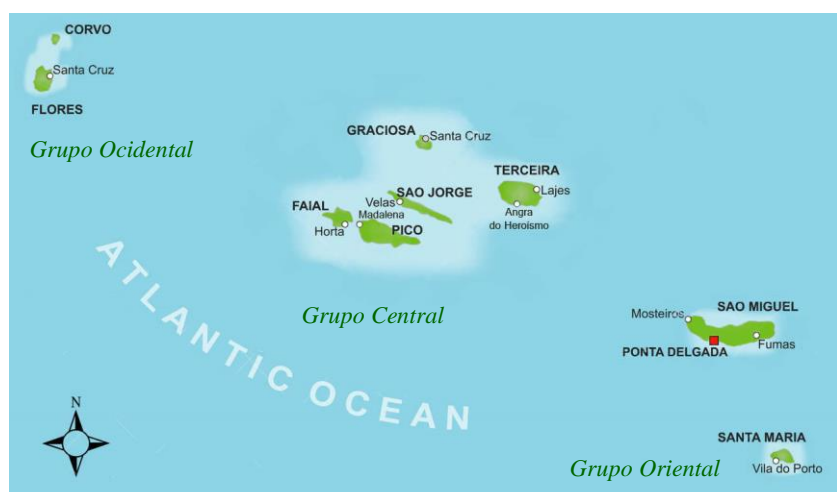 CORVO
Santa Cruz
FLORES
Grupo Ocidental
GRACIOSA
Santa Cruz
TERCEIRA
Lajes
Angra
do Heroísmo
SAO JORGE
Velas
FAIAL
Madalena
Horta
PICO
Grupo Central
ATLANTIC OCEAN
SAO MIGUEL
Mosteiros
Fumas
PONTA DELGADA
SANTA MARIA
Vila do Porto
Grupo Oriental
N